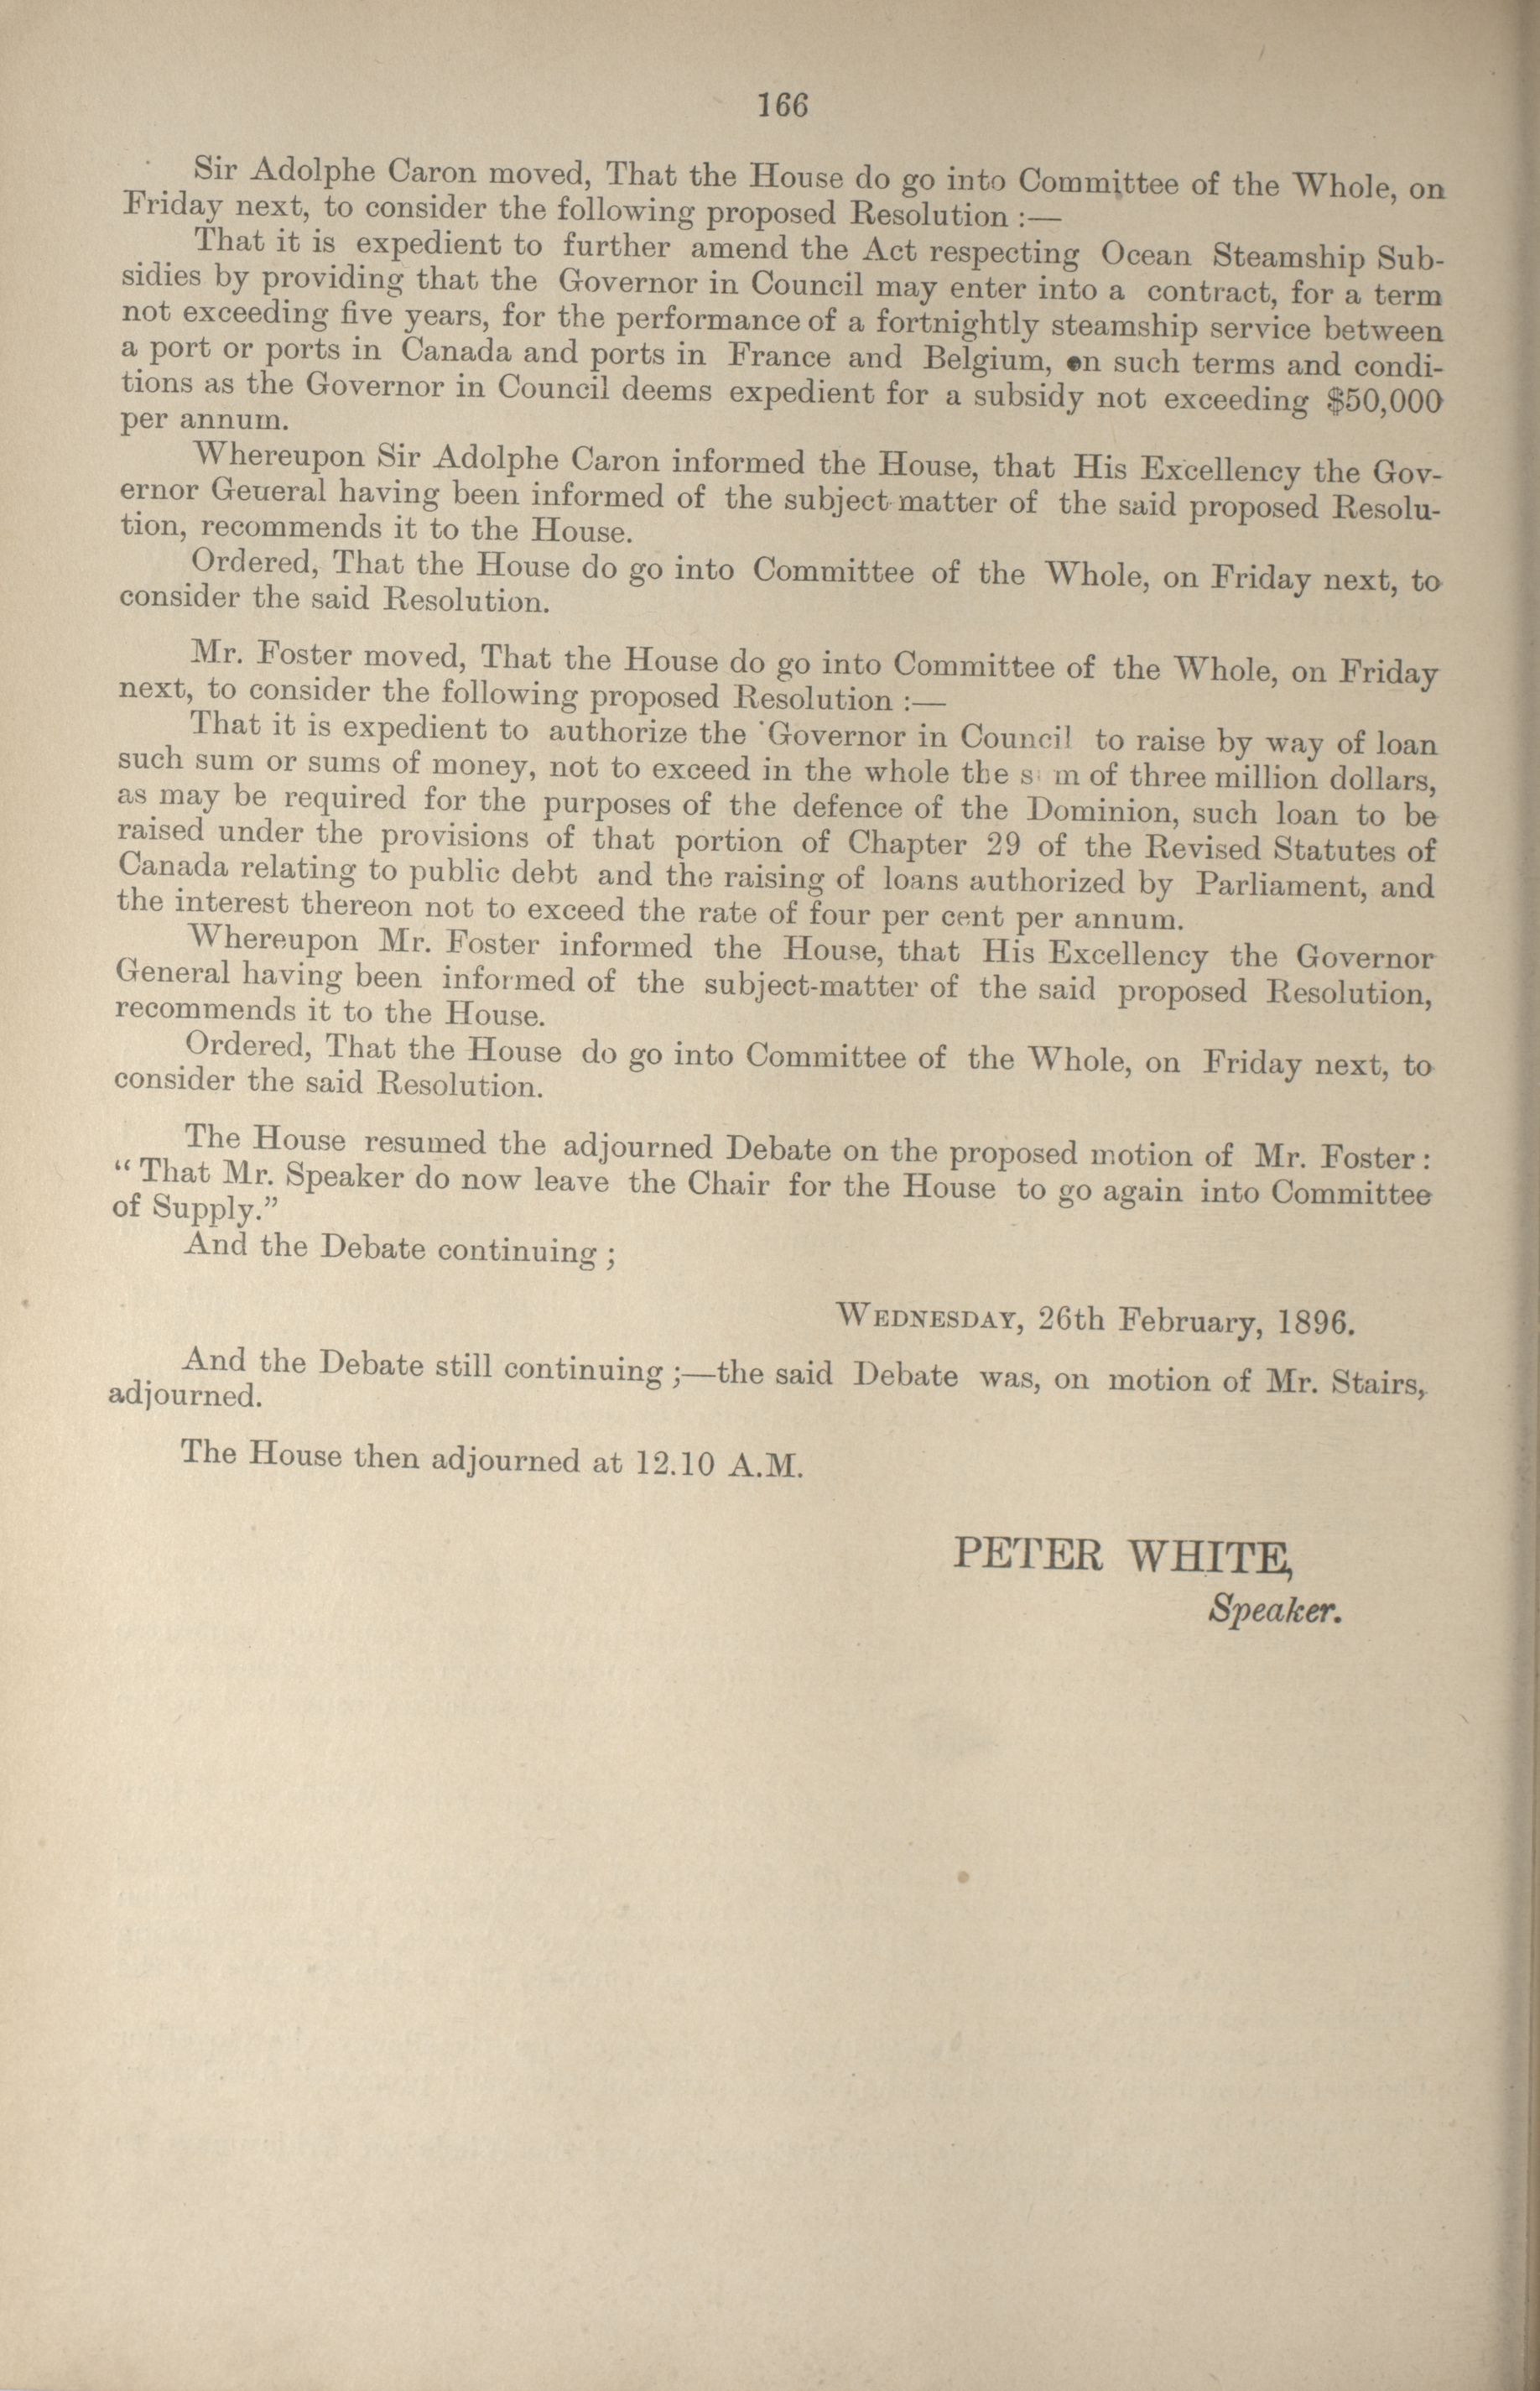 166
Sir Adolphe Caron moved, That the House do go into Committee of the Whole, on
Friday next, to consider the following proposed Resolution :—
That it is expedient to further amend the Act respecting Ocean Steamship Sub-
sidies by providing that the Governor in Council may enter into a contract, for a term
not exceeding five years, for the performance of a fortnightly steamship service between
a port or ports in Canada and ports in France and Belgium, on such terms and condi-
tions as the Governor in Council deems expedient for a subsidy not exceeding $50,000
per annum.
Whereupon Sir Adolphe Caron informed the House, that His Excellency the Gov-
ernor General having been informed of the subject matter of the said proposed Resolu-
tion, recommends it to the House.
Ordered, That the House do go into Committee of the Whole, on Friday next, to
consider the said Resolution.
Mr. Foster moved, That the House do go into Committee of the Whole, on Friday
next, to consider the following proposed Resolution :—
That it is expedient to authorize the Governor in Council to raise by way of loan
such sum or sums of money, not to exceed in the whole the s m of three million dollars,
as may be required for the purposes of the defence of the Dominion, such loan to be
raised under the provisions of that portion of Chapter 29 of the Revised Statutes of
Canada relating to public debt and the raising of loans authorized by Parliament, and
the interest thereon not to exceed the rate of four per cent per annum.
Whereupon Mr. Foster informed the House, that His Excellency the Governor
General having been informed of the subject-matter of the said proposed Resolution,
recommends it to the House.
Ordered, That the House do go into Committee of the Whole, on Friday next, to
consider the said Resolution.
The House resumed the adjourned Debate on the proposed motion of Mr. Foster :
“ That Mr. Speaker do now leave the Chair for the House to go again into Committee
of Supply.”
And the Debate continuing ;
WEDNESDAY, 26th February, 1896.
And the Debate still continuing ;—the said Debate was, on motion of Mr. Stairs,
adjourned.
The House then adjourned at 12.10 A.M.
PETER WHITE,
Speaker.